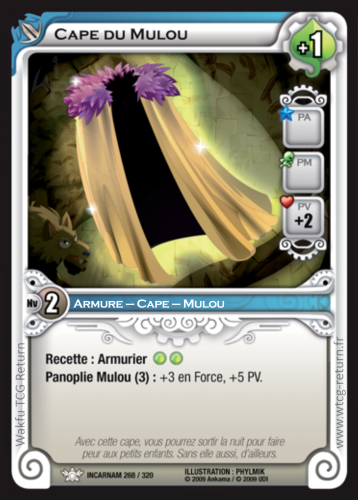 Cape du Mulou
+1
PA
PM
PV
+2
Nv 2
Armure – Cape – Mulou
Recette : Armurier
Panoplie Mulou (3) : +3 en Force, +5 PV.
Avec cette cape, vous pourrez sortir la nuit pour faire
peur aux petits enfants. Sans elle aussi, d'ailleurs.
INCARNAM 268 / 320
ILLUSTRATION : PHYLMIK
© 2009 Ankama / © 2009 UDI
Wakfu TCG Return
www.wtcg-return.fr